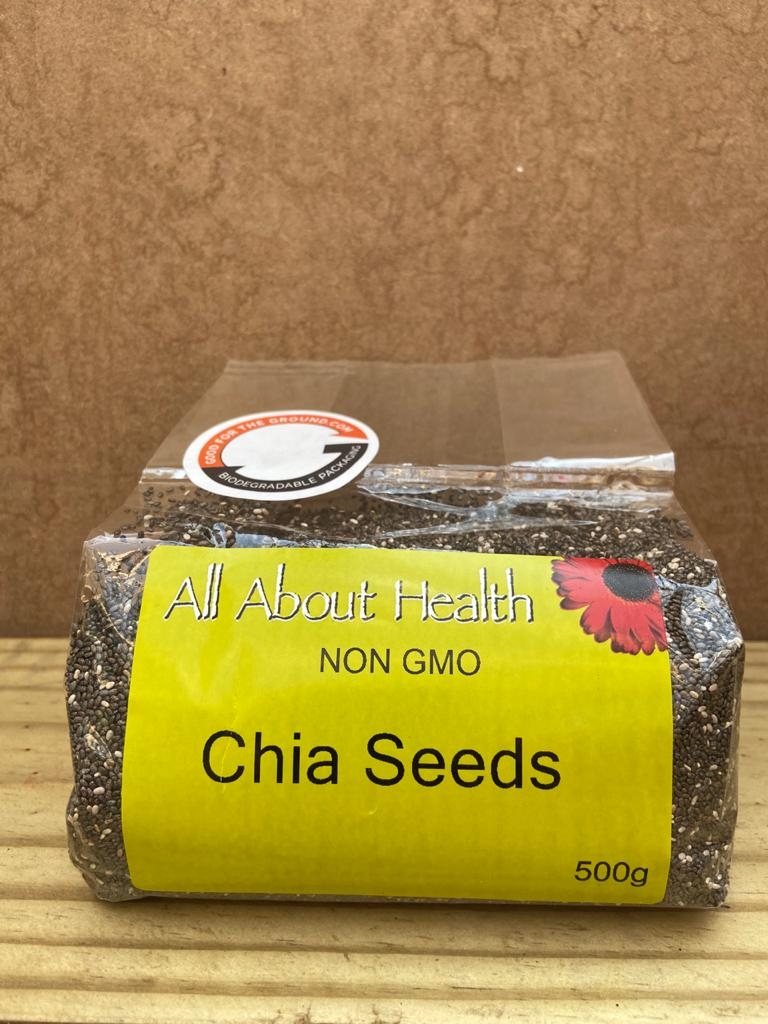 GOOD FOR THE GROUND.COM
BIODEGRADABLE PACKAGING
All About Health
NON GMO
Chia Seeds
500g